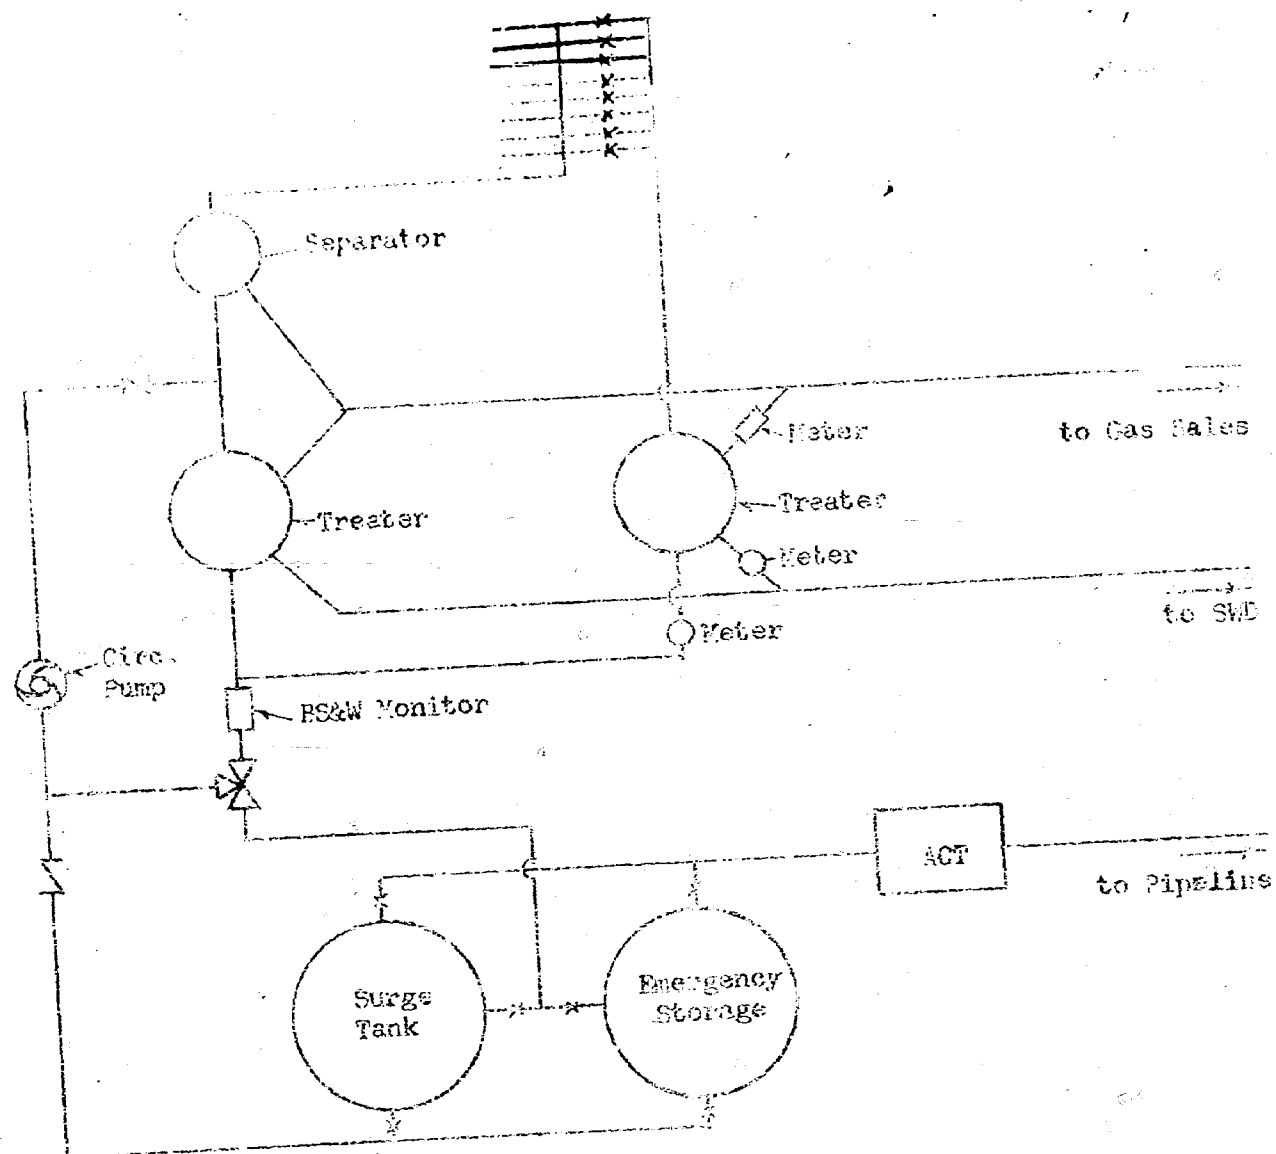 Separator
Meter
to Gas Sales
Treater
Treater
Meter
to SWD
Meter
Circ.
Pump
BS&W Monitor
ACT
to Pipeline
Surge
Tank
Emergency
Storage